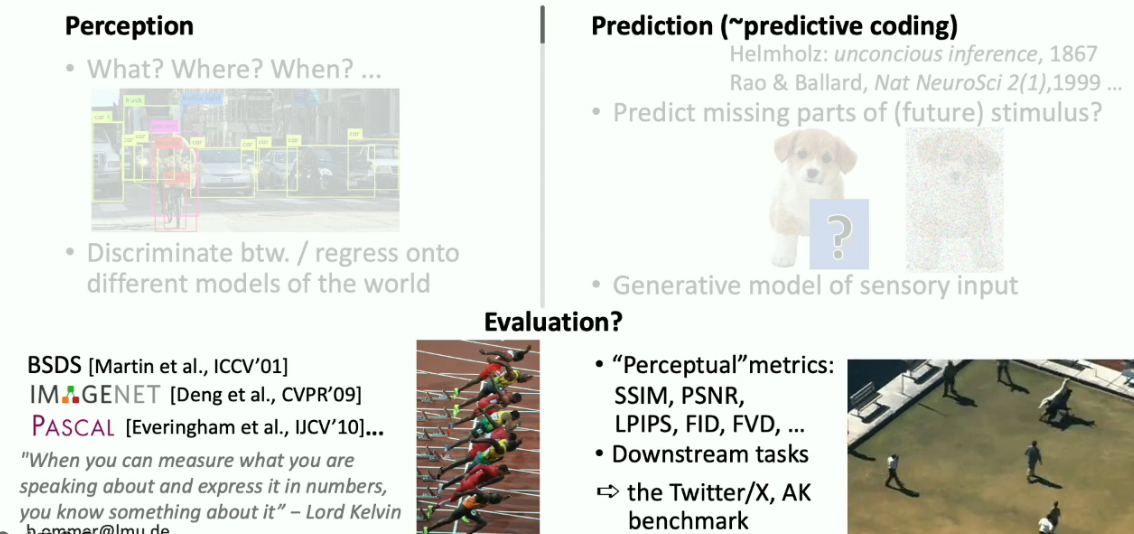 Perception
• What? Where? When? ...
car
car
car
car
car
car
car
• Discriminate btw. / regress onto
different models of the world
Prediction (~predictive coding)
Helmholz: unconcious inference, 1867
Rao & Ballard, Nat NeuroSci 2(1),1999 ...
• Predict missing parts of (future) stimulus?
?
• Generative model of sensory input
Evaluation?
BSDS [Martin et al., ICCV’01]
IMAGENET [Deng et al., CVPR’09]
PASCAL [Everingham et al., IJCV’10]...
"When you can measure what you are
speaking about and express it in numbers,
you know something about it” – Lord Kelvin
b.ommer@lmu.de
• “Perceptual”metrics:
SSIM, PSNR,
LPIPS, FID, FVD, ...
• Downstream tasks
⇨ the Twitter/X, AK
benchmark